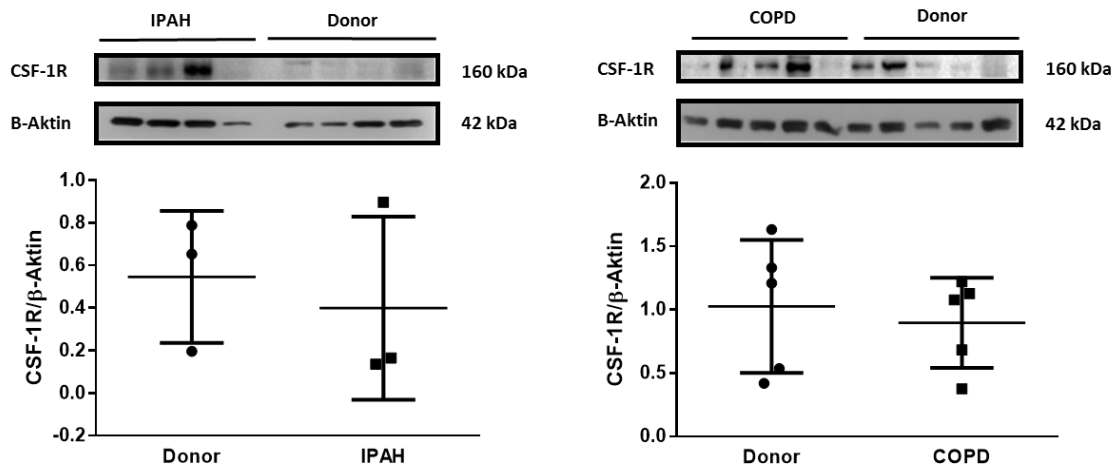 IPAH Donor
CSF-1R 160 kDa
B-Aktin 42 kDa
CSF-1R/β-Aktin
1.0
0.8
0.6
0.4
0.2
0.0
-0.2
Donor IPAH
COPD Donor
CSF-1R 160 kDa
B-Aktin 42 kDa
CSF-1R/β-Aktin
2.0
1.5
1.0
0.5
0.0
Donor COPD